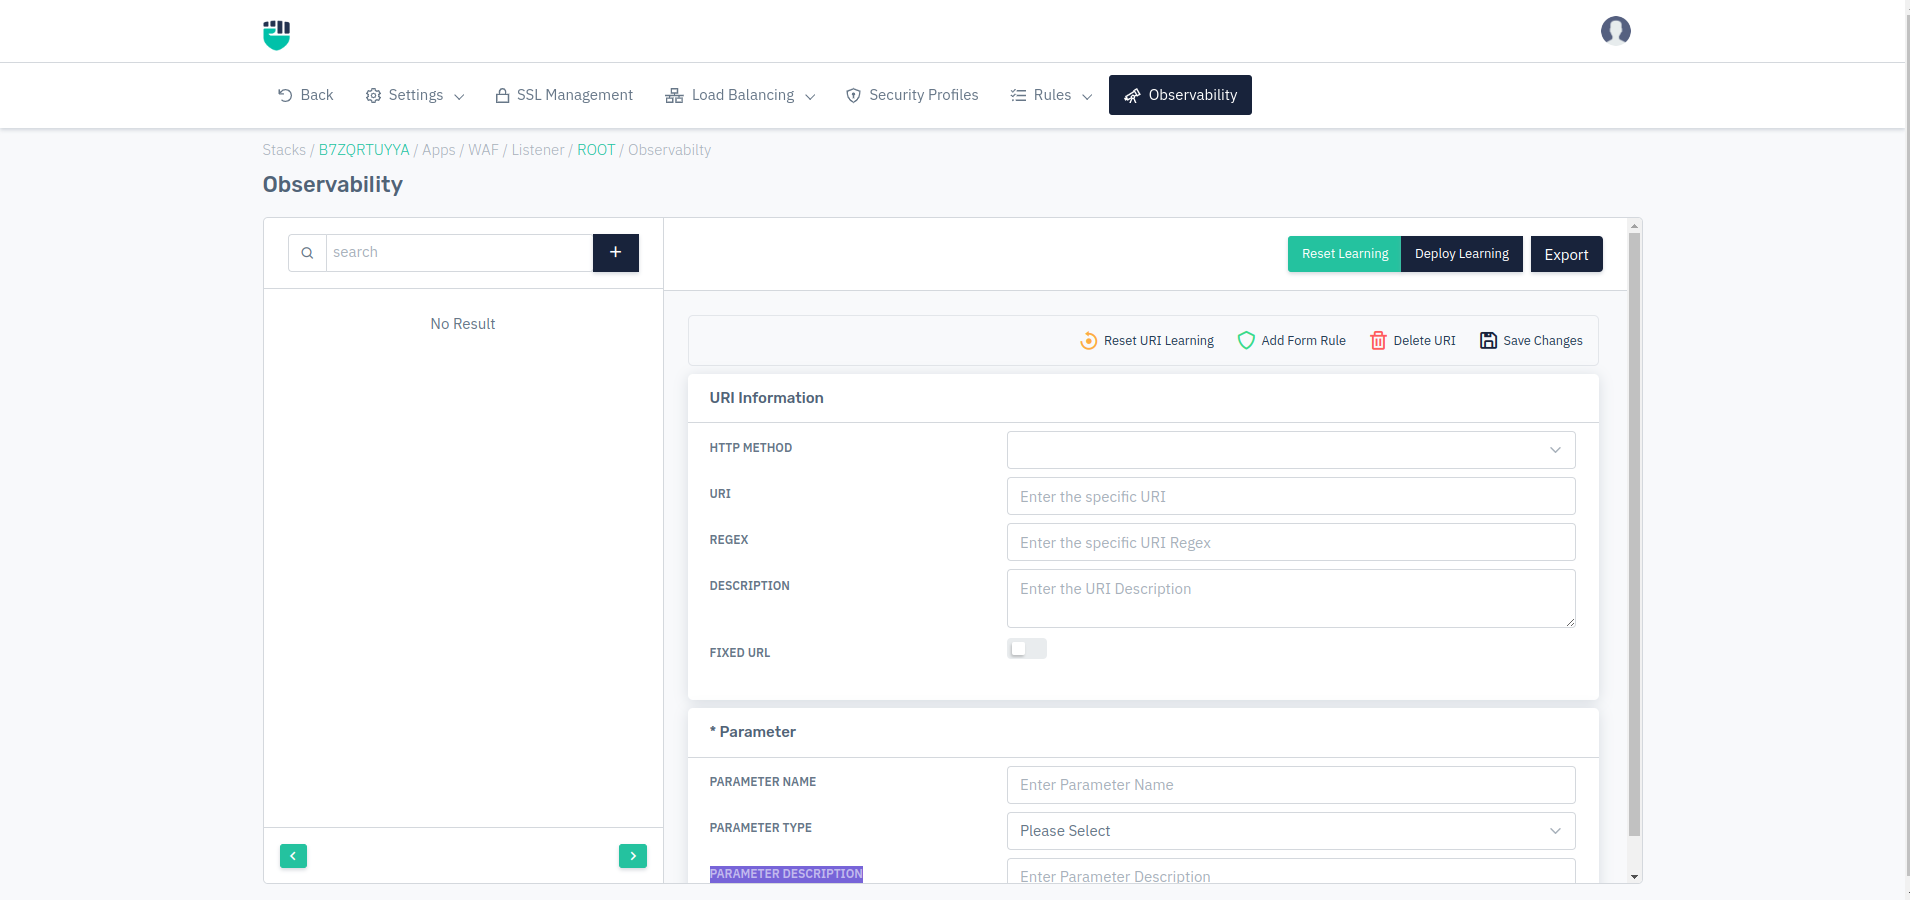 Back Settings SSL Management Load Balancing Security Profiles Rules Observability
Stacks / B7ZQRTUYYA / Apps / WAF / Listener / ROOT / Observabilty
Observability
search +
Reset Learning Deploy Learning Export
No Result
Reset URI Learning Add Form Rule Delete URI Save Changes
URI Information
HTTP METHOD
URI Enter the specific URI
REGEX Enter the specific URI Regex
DESCRIPTION Enter the URI Description
FIXED URL
* Parameter
PARAMETER NAME Enter Parameter Name
PARAMETER TYPE Please Select
PARAMETER DESCRIPTION Enter Parameter Description